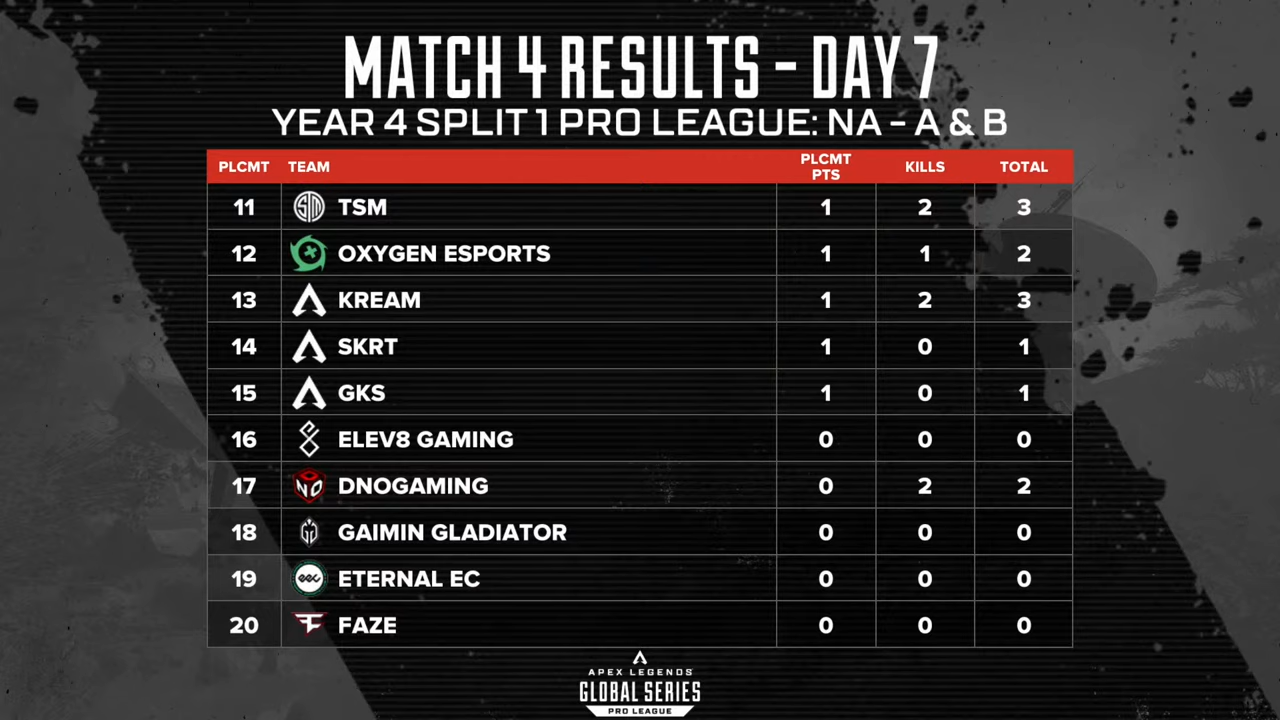 MATCH 4 RESULTS - DAY 7
YEAR 4 SPLIT 1 PRO LEAGUE: NA - A & B
PLCMT TEAM PLCMT PTS KILLS TOTAL
11 TSM TSM 1 2 3
12 OXYGEN ESPORTS 1 1 2
13 KREAM 1 2 3
14 SKRT 1 0 1
15 GKS 1 0 1
16 ELEV8 GAMING 0 0 0
17 NO DNOGAMING 0 2 2
18 GAIMIN GLADIATOR 0 0 0
19 eec ETERNAL EC 0 0 0
20 FAZE 0 0 0
APEX LEGENDS
GLOBAL SERIES
PRO LEAGUE